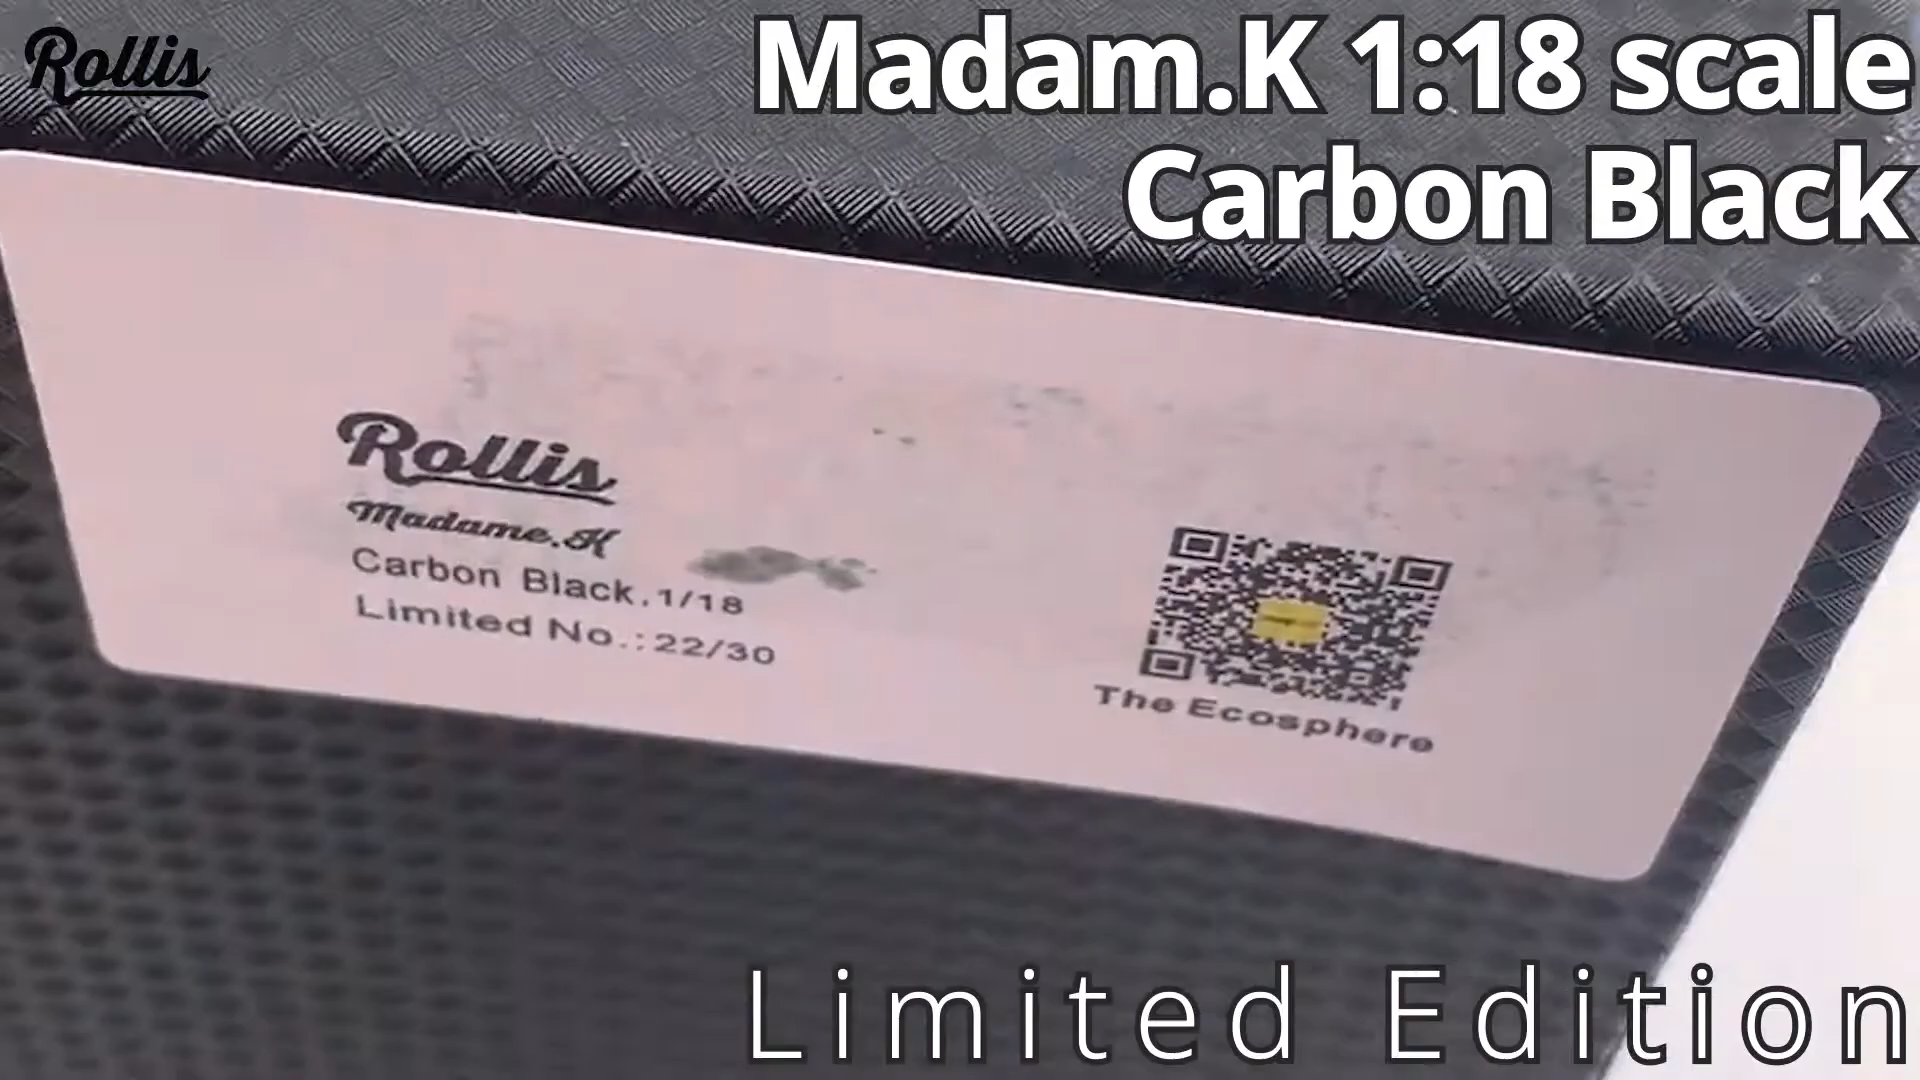 Rollis
Madam.K 1:18 scale
Carbon Black
Rollis
Madame.K
Carbon Black.1/18
Limited No.:22/30
The Ecosphere
Limited Edition